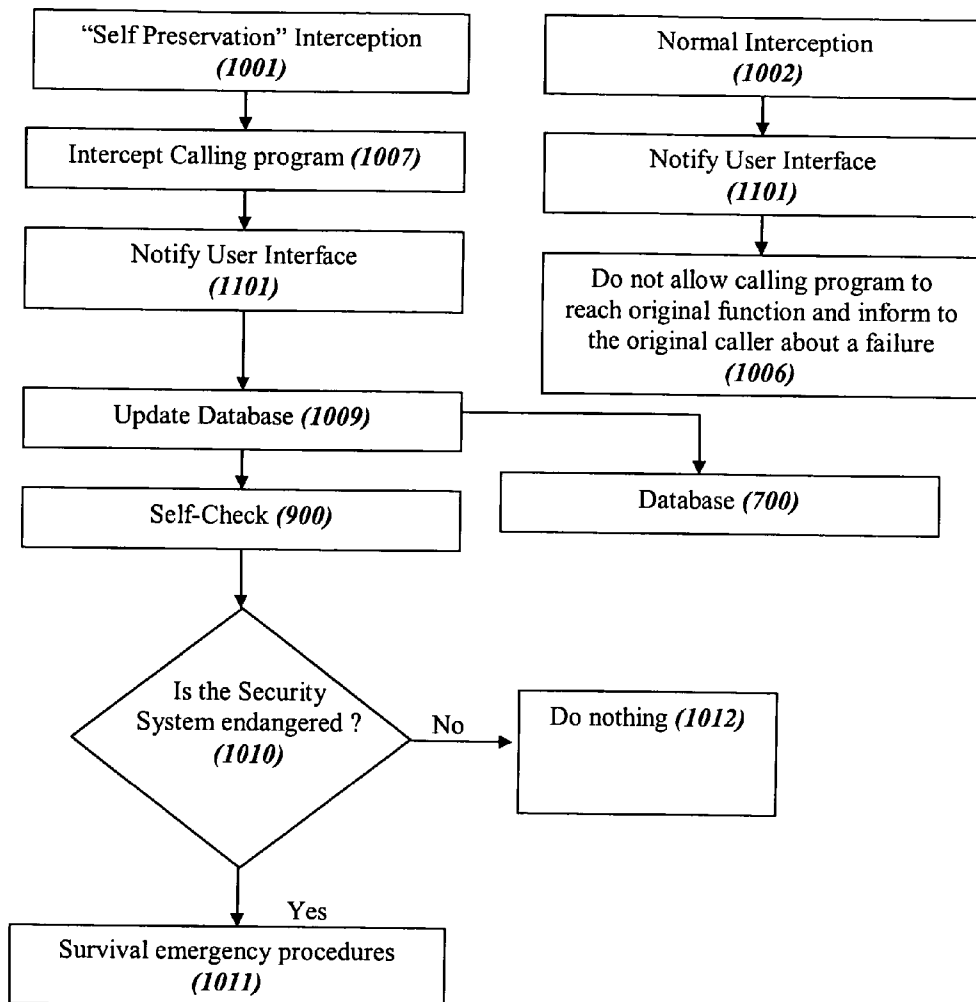 “Self Preservation” Interception
(1001)
Intercept Calling program (1007)
Notify User Interface
(1101)
Update Database (1009)
Self-Check (900)
Is the Security
System endangered ?
(1010)
No
Do nothing (1012)
Yes
Survival emergency procedures
(1011)
Normal Interception
(1002)
Notify User Interface
(1101)
Do not allow calling program to
reach original function and inform to
the original caller about a failure
(1006)
Database (700)